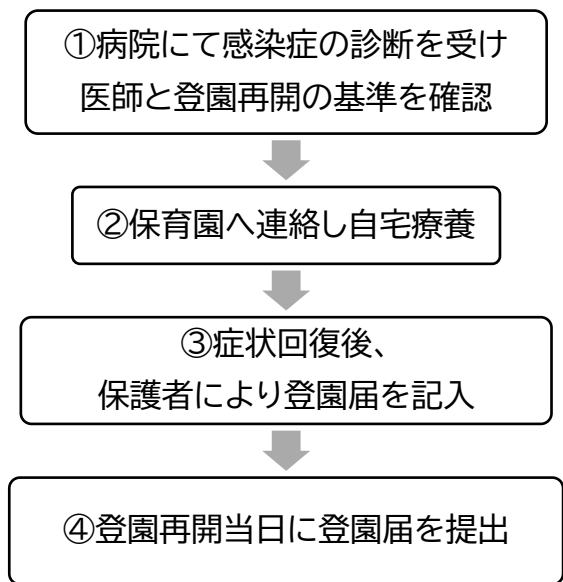 ①病院にて感染症の診断を受け
医師と登園再開の基準を確認
②保育園へ連絡し自宅療養
③症状回復後、
保護者により登園届を記入
④登園再開当日に登園届を提出